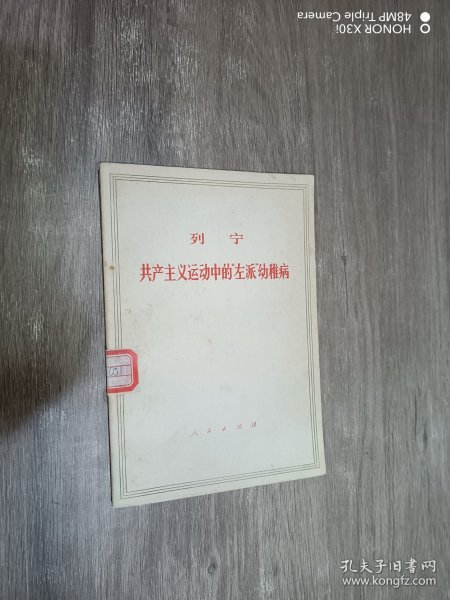 HONOR X30i
48MP Triple Camera
列 宁
共产主义运动中的“左派”幼稚病
151
人民出版社
孔夫子旧书网
www.kongfz.com